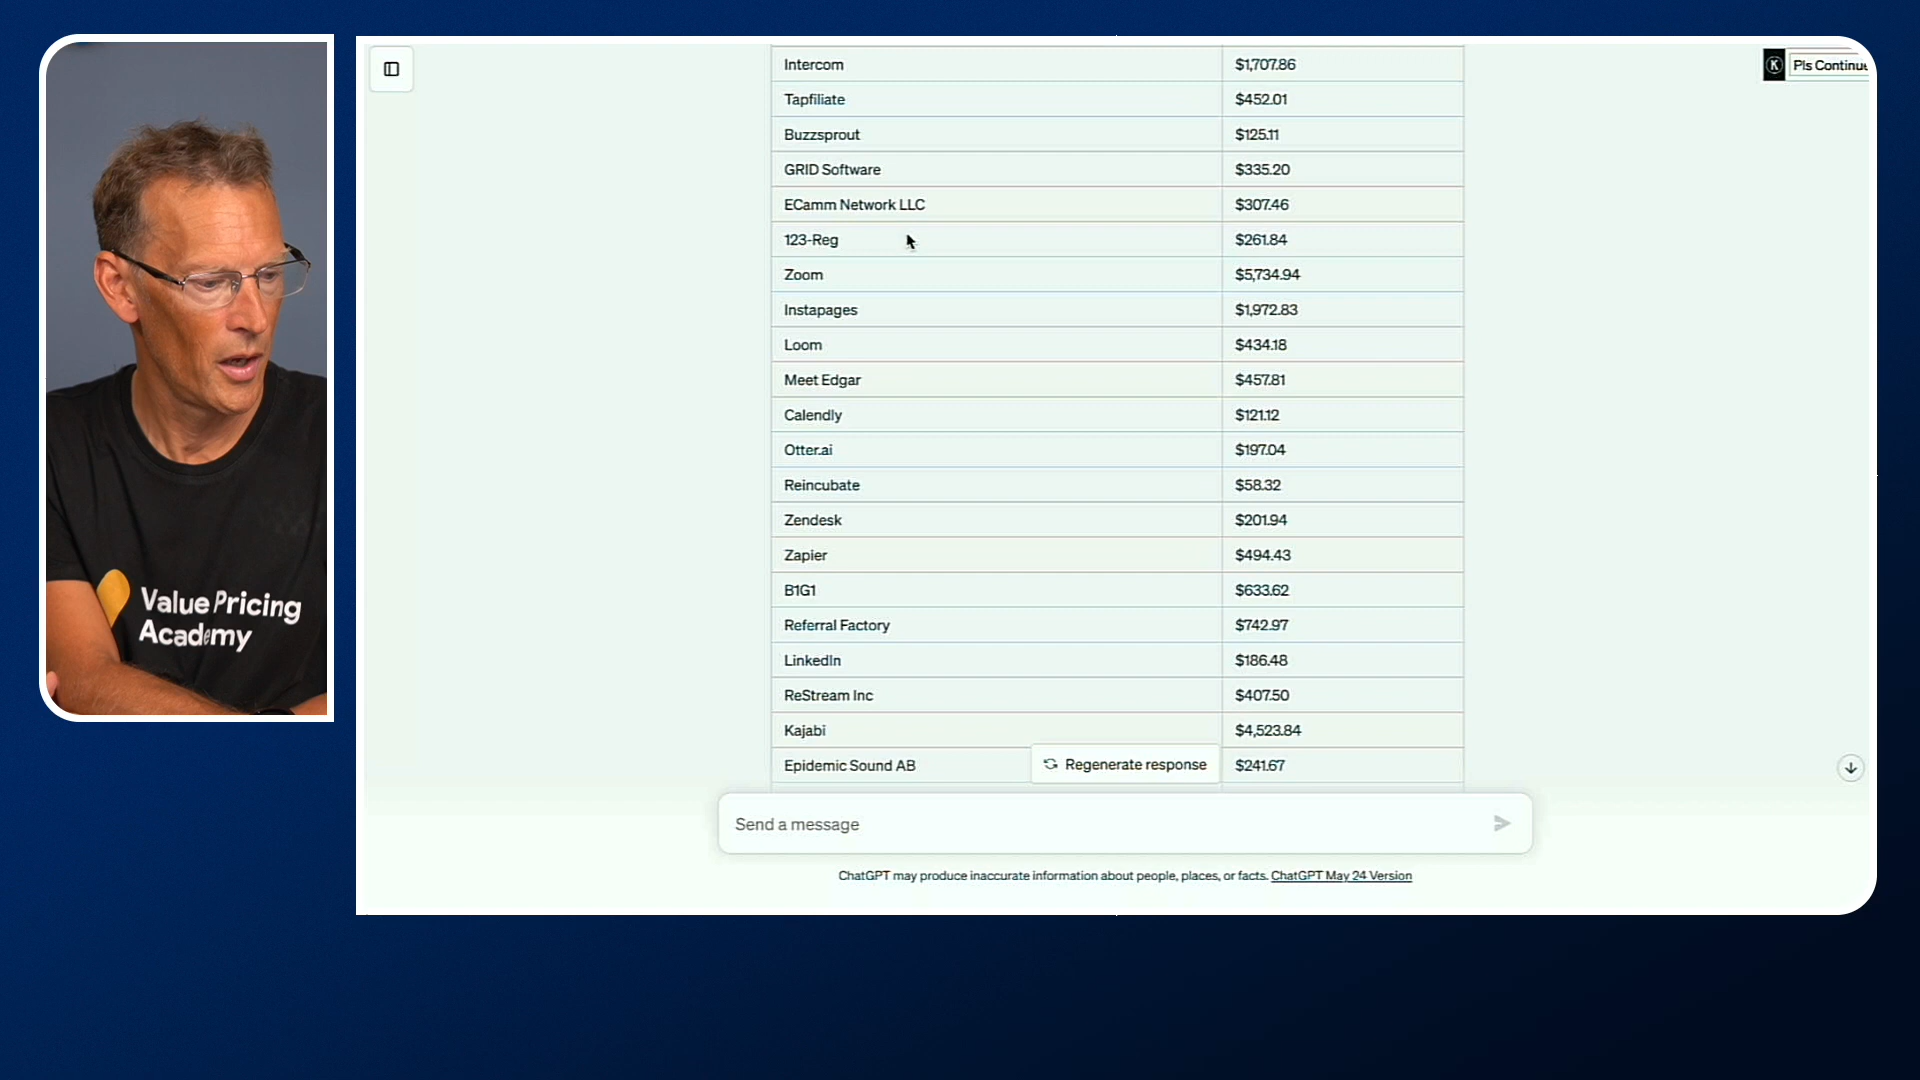 Intercom $1,707.86
Pls Continue
Tapfiliate $452.01
Buzzsprout $125.11
GRID Software $335.20
ECamm Network LLC $307.46
123-Reg $261.84
Zoom $5,734.94
Instapages $1,972.83
Loom $434.18
Meet Edgar $457.81
Calendly $121.12
Otter.ai $197.04
Reincubate $58.32
Zendesk $201.94
Zapier $494.43
B1G1 $633.62
Referral Factory $742.97
LinkedIn $186.48
ReStream Inc $407.50
Kajabi $4,523.84
Epidemic Sound AB $241.67
Regenerate response
Send a message
ChatGPT may produce inaccurate information about people, places, or facts. ChatGPT May 24 Version
Value Pricing
Academy
K